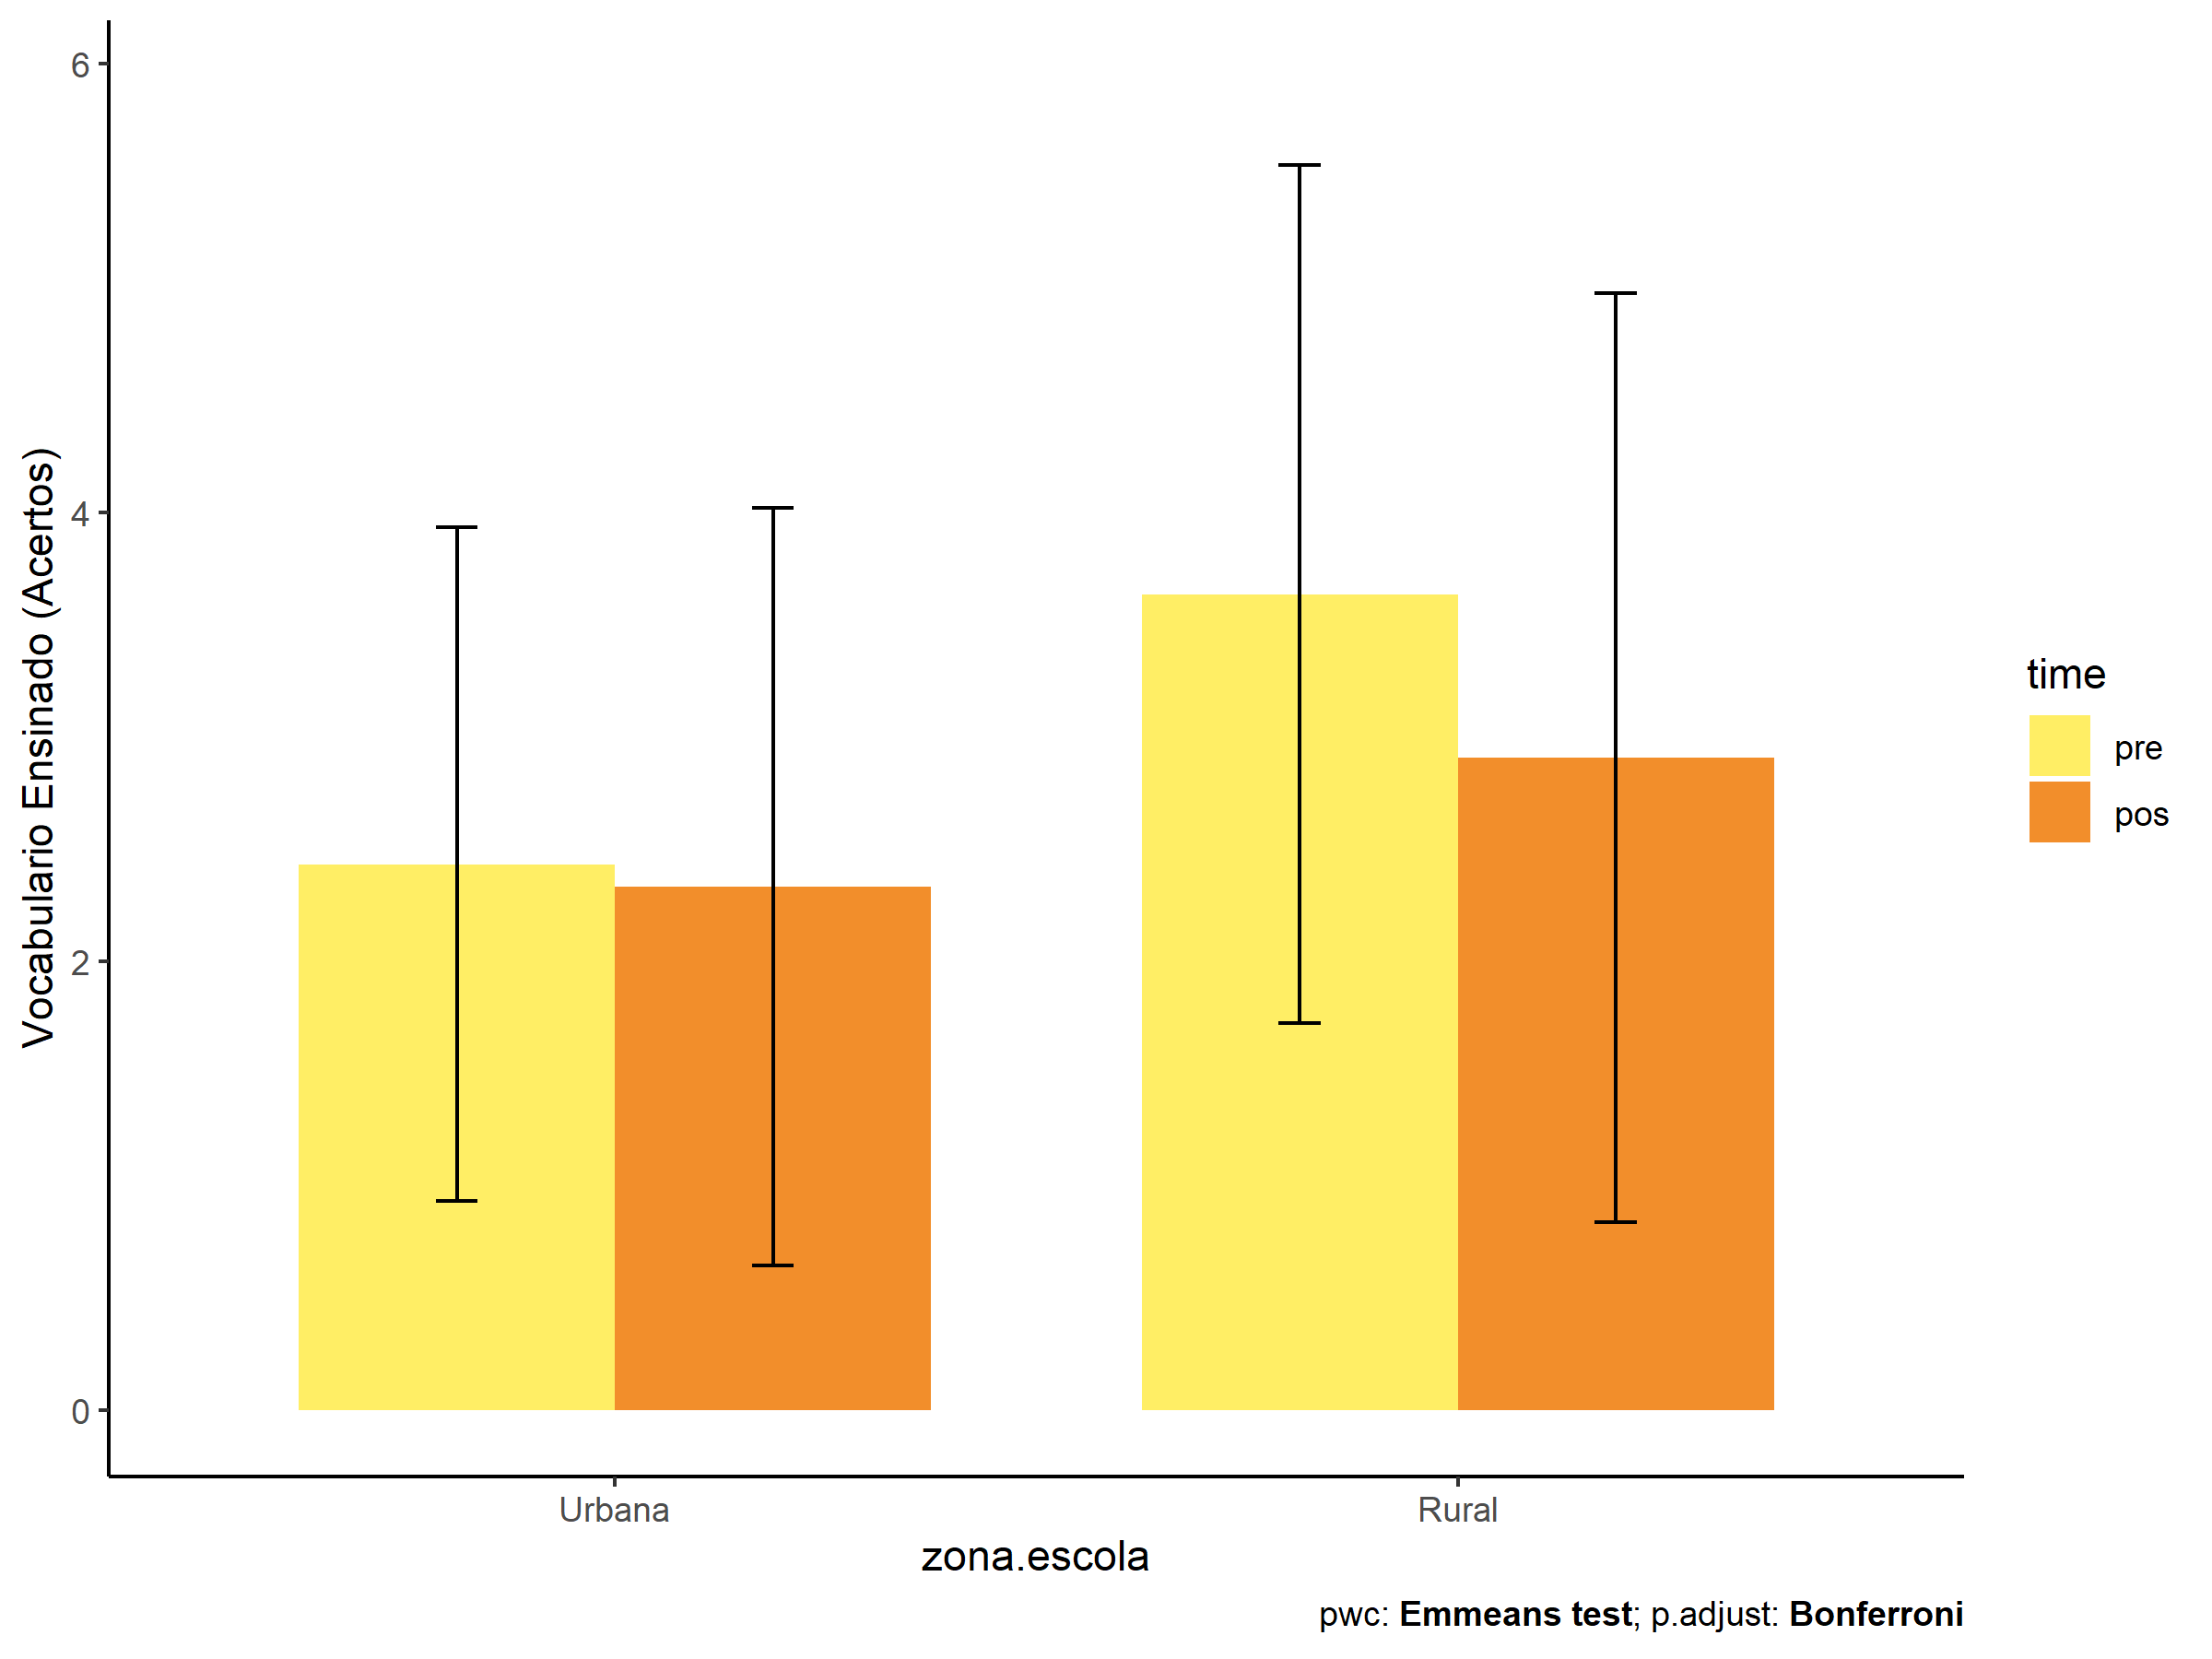 Vocabulario Ensinado (Acertos)
6
4
2
0
Urbana
Rural
zona.escola
time
pre
pos
pwc: Emmeans test; p.adjust: Bonferroni